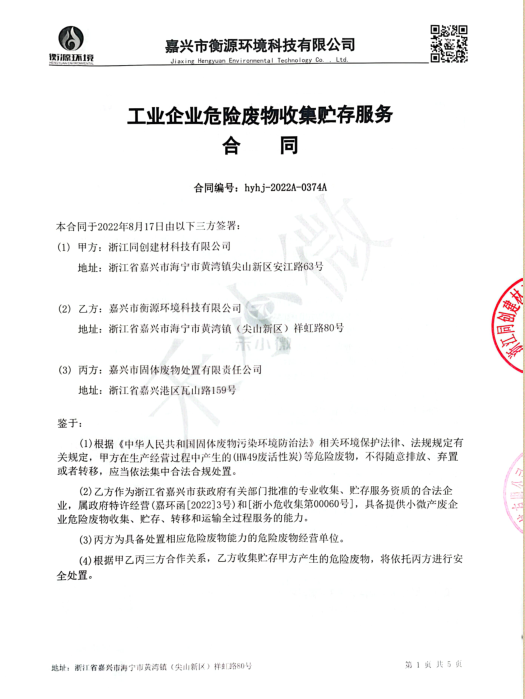 衡源环境
嘉兴市衡源环境科技有限公司
Jiaxing Hengyuan Environmental Technology Co. , Ltd.
工业企业危险废物收集贮存服务
合 同
合同编号：hyhj-2022A-0374A
本合同于2022年8月17日由以下三方签署：
(1) 甲方：浙江同创建材科技有限公司
地址：浙江省嘉兴市海宁市黄湾镇尖山新区安江路63号
(2) 乙方：嘉兴市衡源环境科技有限公司
地址：浙江省嘉兴市海宁市黄湾镇（尖山新区）祥虹路80号
禾小微
(3) 丙方：嘉兴市固体废物处置有限责任公司
地址：浙江省嘉兴港区瓦山路159号
鉴于：
(1)根据《中华人民共和国固体废物污染环境防治法》相关环境保护法律、法规规定有
关规定，甲方在生产经营过程中产生的(HW49废活性炭)等危险废物，不得随意排放、弃置
或者转移，应当依法集中合法合规处置。
(2)乙方作为浙江省嘉兴市获政府有关部门批准的专业收集、贮存服务资质的合法企
业，属政府特许经营(嘉环函[2022]3号)和[浙小危收集第00060号]，具备提供小微产废企
业危险废物收集、贮存、转移和运输全过程服务的能力。
(3)丙方为具备处置相应危险废物能力的危险废物经营单位。
(4)根据甲乙丙三方合作关系，乙方收集贮存甲方产生的危险废物，将依托丙方进行安
全处置。
浙江同创建材
地址：浙江省嘉兴市海宁市黄湾镇（尖山新区）祥虹路80号
第 1 页 共 5 页